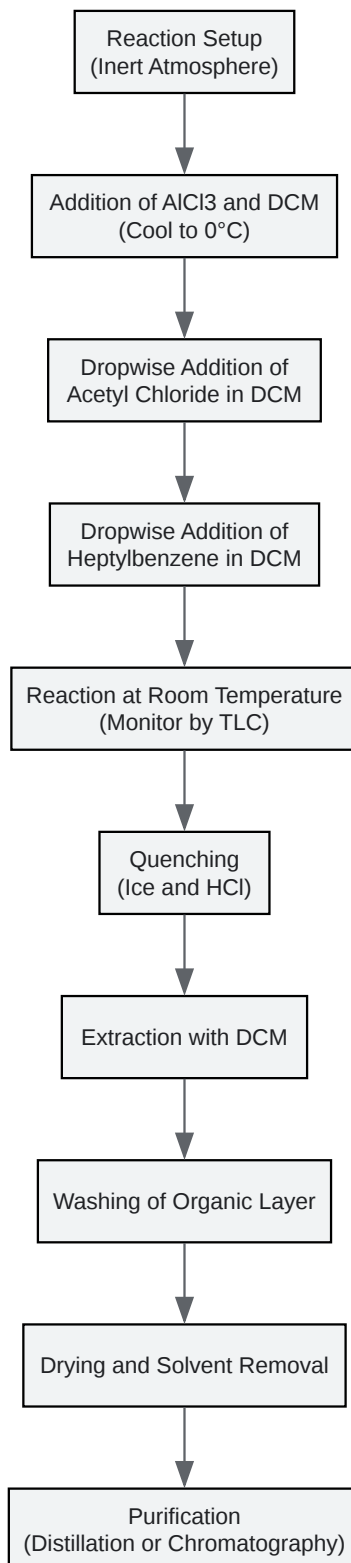 Reaction Setup
(Inert Atmosphere)
Addition of AlCl3 and DCM
(Cool to 0°C)
Dropwise Addition of
Acetyl Chloride in DCM
Dropwise Addition of
Heptylbenzene in DCM
Reaction at Room Temperature
(Monitor by TLC)
Quenching
(Ice and HCl)
Extraction with DCM
Washing of Organic Layer
Drying and Solvent Removal
Purification
(Distillation or Chromatography)